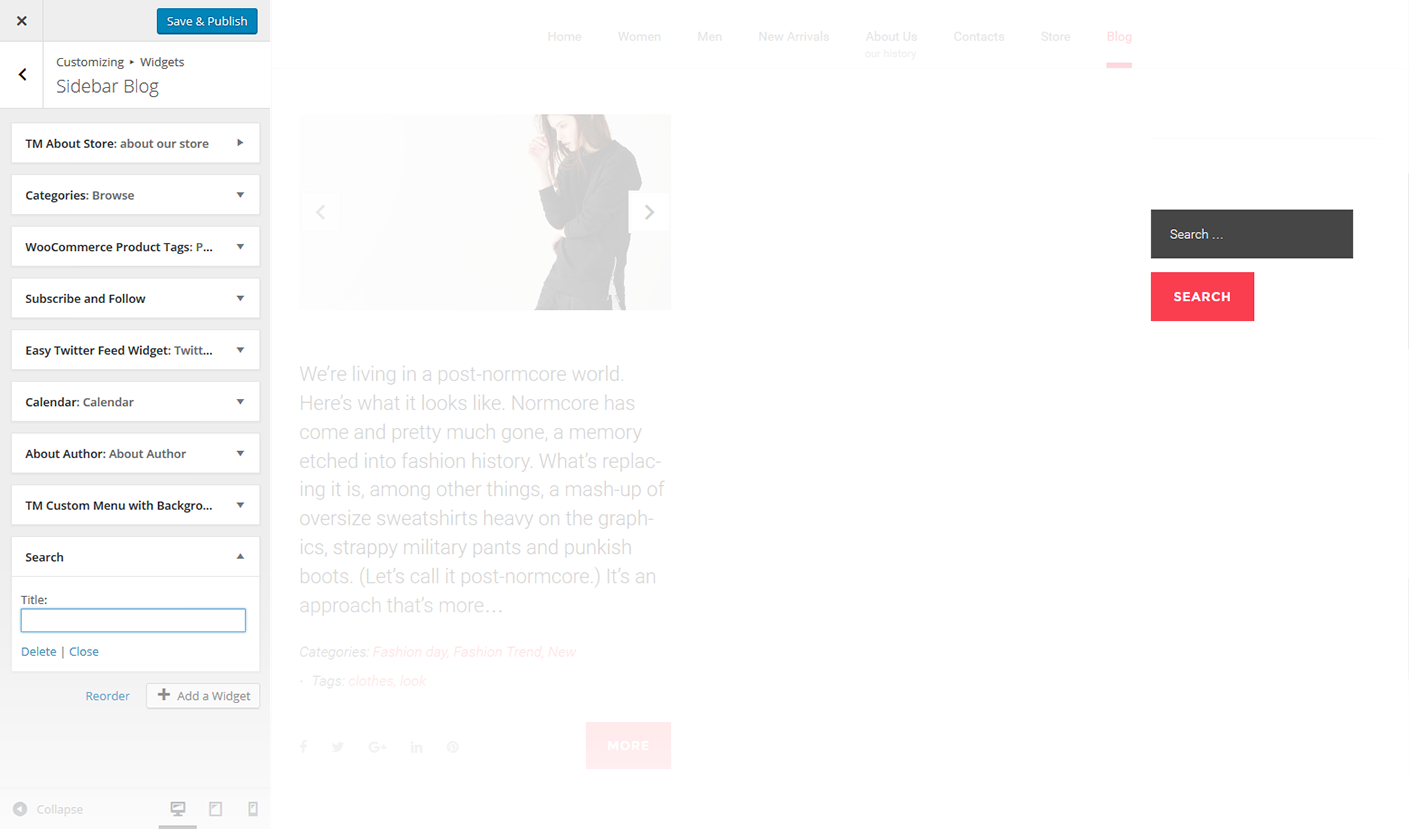 Save & Publish
Customizing ▸ Widgets
Sidebar Blog
TM About Store: about our store
Categories: Browse
WooCommerce Product Tags: P...
Subscribe and Follow
Easy Twitter Feed Widget: Twitt...
Calendar: Calendar
About Author: About Author
TM Custom Menu with Backgro...
Search
Title:
Delete | Close
Reorder
Add a Widget
Collapse
Home Women Men New Arrivals About Us Contacts Store Blog
our history
We’re living in a post-normcore world.
Here’s what it looks like. Normcore has
come and pretty much gone, a memory
etched into fashion history. What’s replac-
ing it is, among other things, a mash-up of
oversize sweatshirts heavy on the graph-
ics, strappy military pants and punkish
boots. (Let’s call it post-normcore.) It’s an
approach that’s more…
Categories: Fashion day, Fashion Trend, New
Tags: clothes, look
MORE
Search …
SEARCH